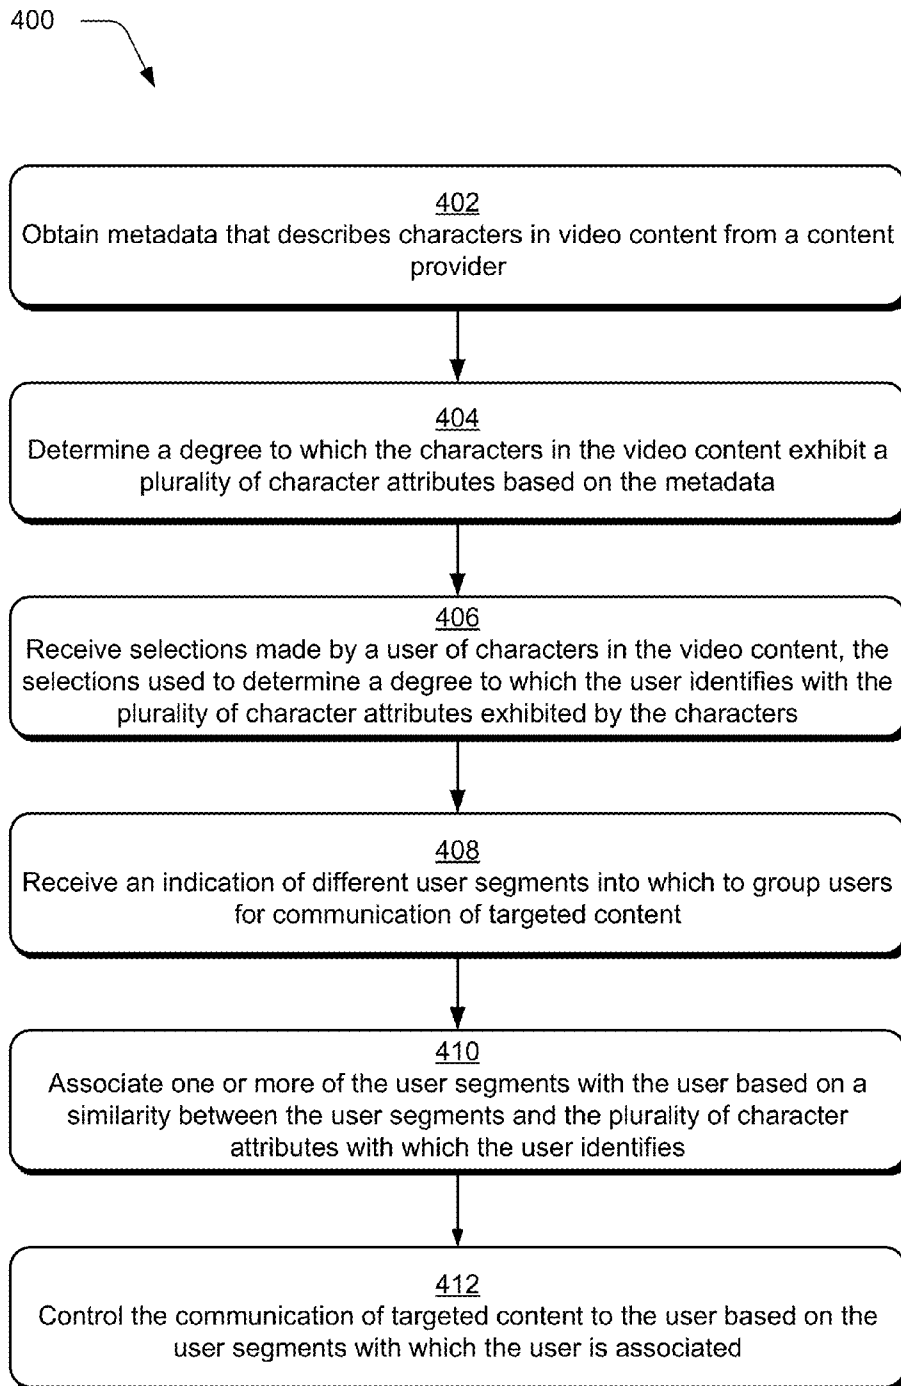 400
402
Obtain metadata that describes characters in video content from a content
provider
404
Determine a degree to which the characters in the video content exhibit a
plurality of character attributes based on the metadata
406
Receive selections made by a user of characters in the video content, the
selections used to determine a degree to which the user identifies with the
plurality of character attributes exhibited by the characters
408
Receive an indication of different user segments into which to group users
for communication of targeted content
410
Associate one or more of the user segments with the user based on a
similarity between the user segments and the plurality of character
attributes with which the user identifies
412
Control the communication of targeted content to the user based on the
user segments with which the user is associated